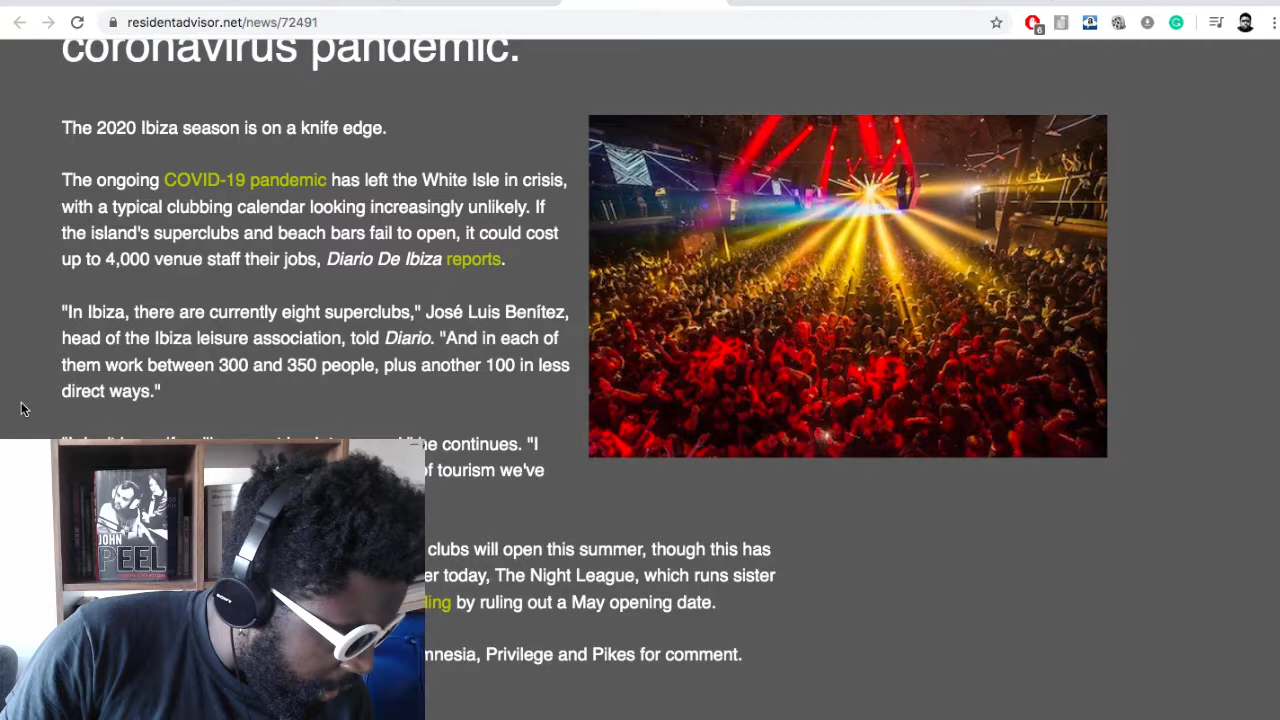 residentadvisor.net/news/72491
6
coronavirus pandemic.
The 2020 Ibiza season is on a knife edge.
The ongoing COVID-19 pandemic has left the White Isle in crisis,
with a typical clubbing calendar looking increasingly unlikely. If
the island's superclubs and beach bars fail to open, it could cost
up to 4,000 venue staff their jobs, Diario De Ibiza reports.
"In Ibiza, there are currently eight superclubs," José Luis Benítez,
head of the Ibiza leisure association, told Diario. "And in each of
them work between 300 and 350 people, plus another 100 in less
direct ways."
he continues. "I
of tourism we've
clubs will open this summer, though this has
er today, The Night League, which runs sister
ding by ruling out a May opening date.
mnesia, Privilege and Pikes for comment.
JOHN
PEEL
SONY